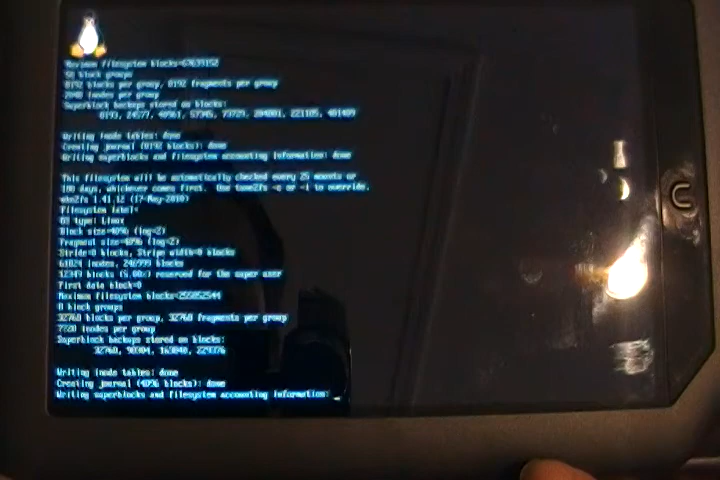 Maximum filesystem blocks=67633152
58 block groups
8192 blocks per group, 8192 fragments per group
2048 inodes per group
Superblock backups stored on blocks:
8193, 24577, 40961, 57345, 73729, 204801, 221185, 401409
Writing inode tables: done
Creating journal (8192 blocks): done
Writing superblocks and filesystem accounting information: done
This filesystem will be automatically checked every 25 mounts or
180 days, whichever comes first. Use tune2fs -c or -i to override.
mke2fs 1.41.12 (17-May-2010)
Filesystem label=
OS type: Linux
Block size=4096 (log=2)
Fragment size=4096 (log=2)
Stride=0 blocks, Stripe width=0 blocks
61824 inodes, 246999 blocks
12349 blocks (5.00%) reserved for the super user
First data block=0
Maximum filesystem blocks=255852544
8 block groups
32768 blocks per group, 32768 fragments per group
7728 inodes per group
Superblock backups stored on blocks:
32768, 98304, 163840, 229376
Writing inode tables: done
Creating journal (4096 blocks): done
Writing superblocks and filesystem accounting information: